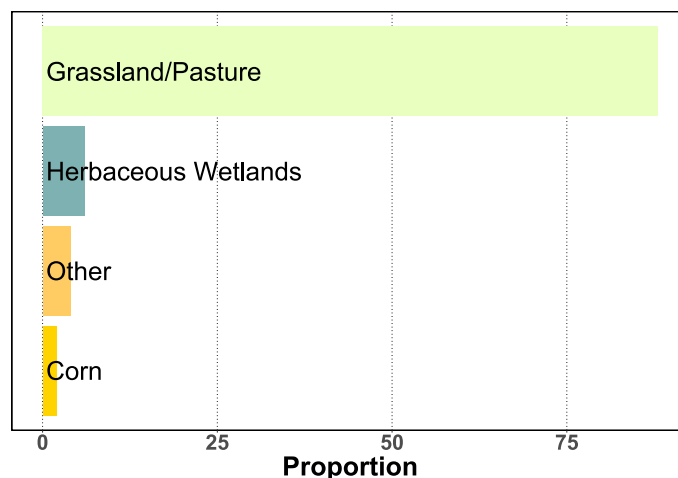 Grassland/Pasture
Herbaceous Wetlands
Other
Corn
0 25 50 75
Proportion